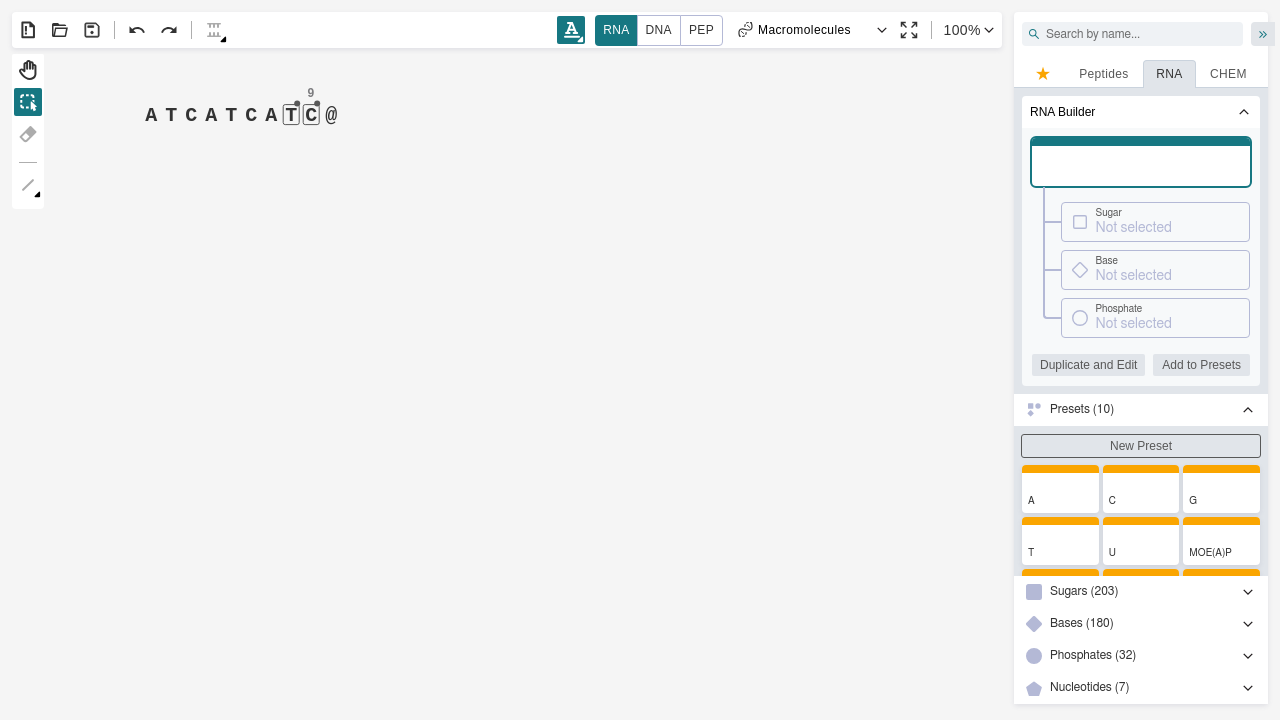 A RNA DNA PEP Macromolecules 100%
Search by name...
Peptides RNA CHEM
9
A T C A T C A T C @
RNA Builder
Sugar
Not selected
Base
Not selected
Phosphate
Not selected
Duplicate and Edit Add to Presets
Presets (10)
New Preset
A C G
T U MOE(A)P
Sugars (203)
Bases (180)
Phosphates (32)
Nucleotides (7)